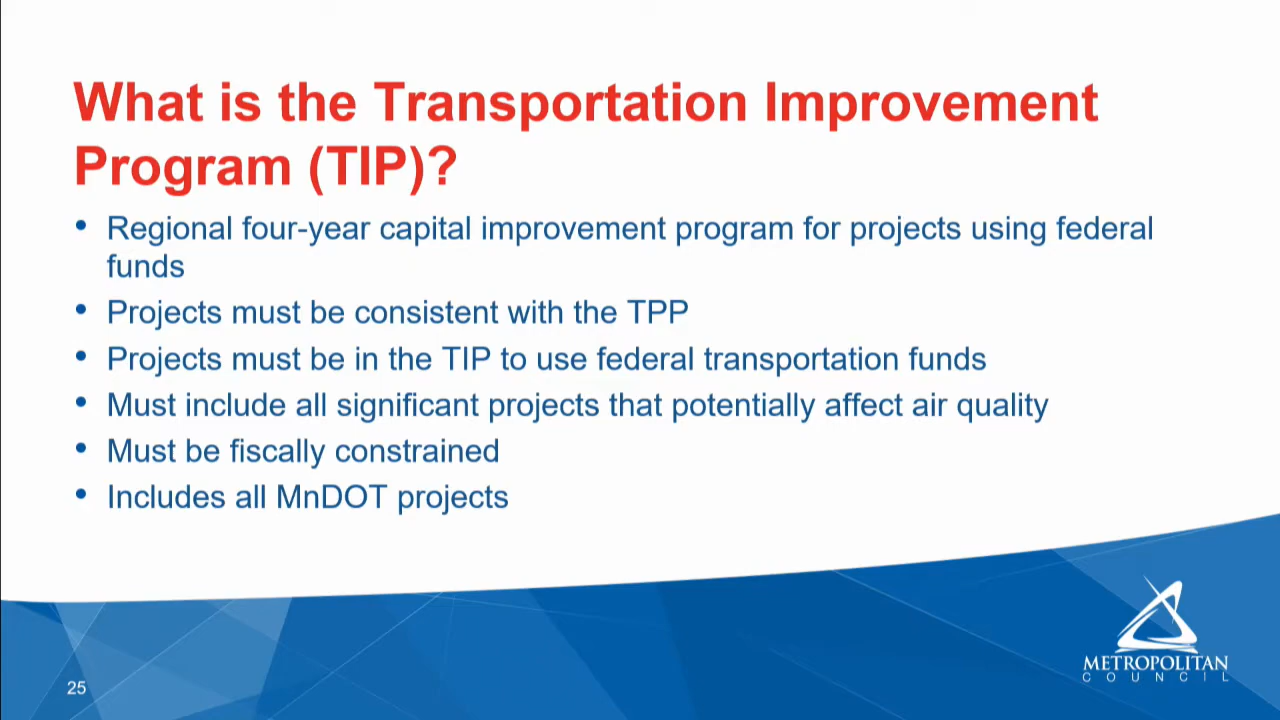 What is the Transportation Improvement
Program (TIP)?
• Regional four-year capital improvement program for projects using federal
funds
• Projects must be consistent with the TPP
• Projects must be in the TIP to use federal transportation funds
• Must include all significant projects that potentially affect air quality
• Must be fiscally constrained
• Includes all MnDOT projects
METROPOLITAN
COUNCIL
25